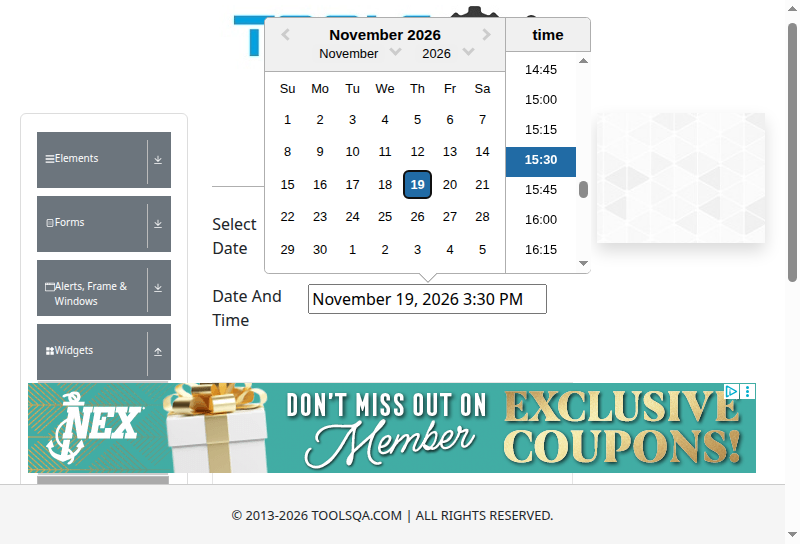 November 2026
November 2026
Su Mo Tu We Th Fr Sa
1 2 3 4 5 6 7
8 9 10 11 12 13 14
15 16 17 18 19 20 21
22 23 24 25 26 27 28
29 30 1 2 3 4 5
time
14:45
15:00
15:15
15:30
15:45
16:00
16:15
Elements
Forms
Alerts, Frame &
Windows
Widgets
Select
Date
Date And
Time
November 19, 2026 3:30 PM
NEX
DON'T MISS OUT ON
Member
EXCLUSIVE
COUPONS!
© 2013-2026 TOOLSQA.COM | ALL RIGHTS RESERVED.